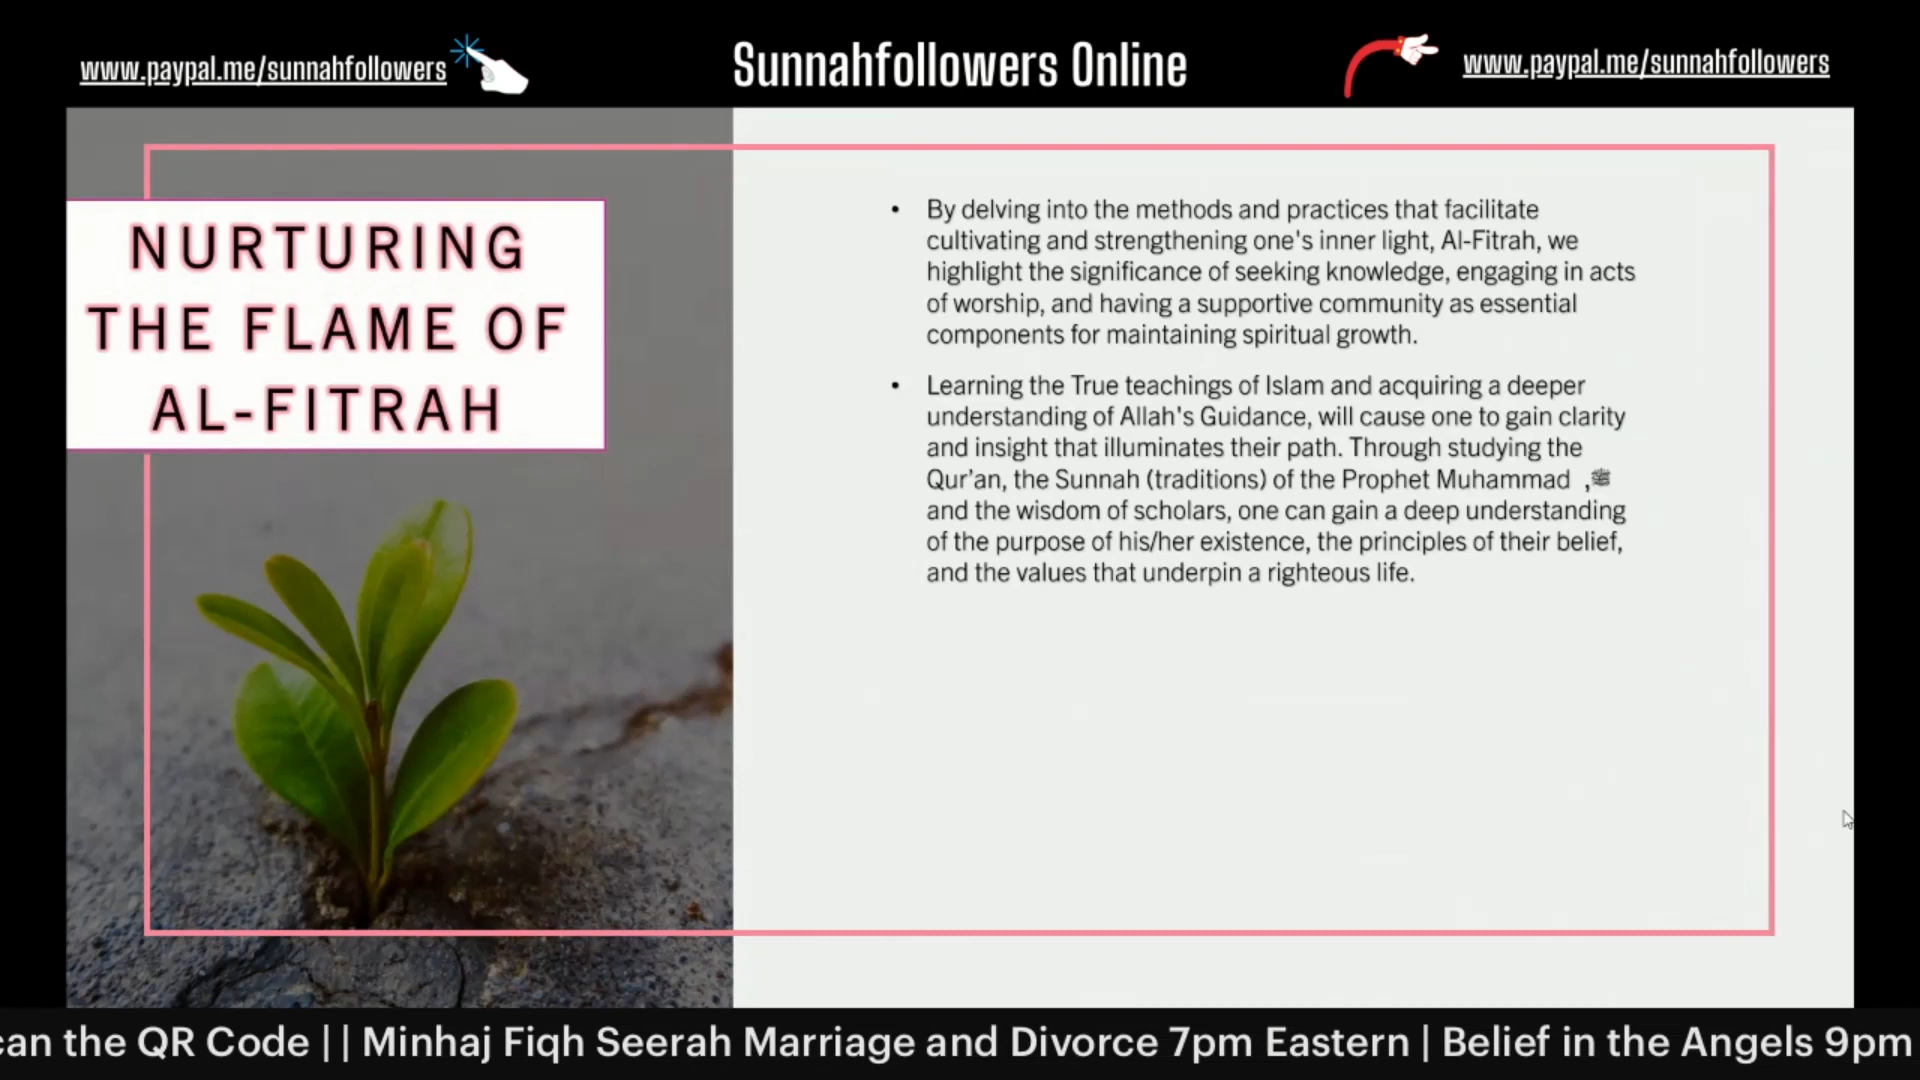 www.paypal.me/sunnahfollowers
Sunnahfollowers Online
www.paypal.me/sunnahfollowers
NURTURING
THE FLAME OF
AL-FITRAH
• By delving into the methods and practices that facilitate
cultivating and strengthening one's inner light, Al-Fitrah, we
highlight the significance of seeking knowledge, engaging in acts
of worship, and having a supportive community as essential
components for maintaining spiritual growth.
• Learning the True teachings of Islam and acquiring a deeper
understanding of Allah's Guidance, will cause one to gain clarity
and insight that illuminates their path. Through studying the
Qur’an, the Sunnah (traditions) of the Prophet Muhammad ,ﷺ
and the wisdom of scholars, one can gain a deep understanding
of the purpose of his/her existence, the principles of their belief,
and the values that underpin a righteous life.
can the QR Code || Minhaj Fiqh Seerah Marriage and Divorce 7pm Eastern | Belief in the Angels 9pm